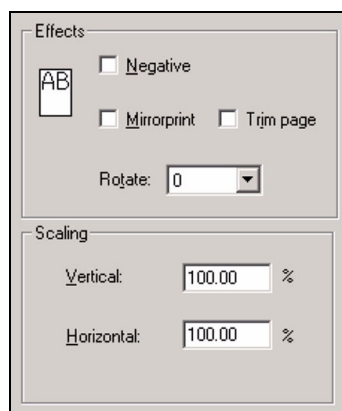 Effects
AB
Negative
Mirrorprint
Trim page
Rotate: 0
Scaling
Vertical: 100.00 %
Horizontal: 100.00 %